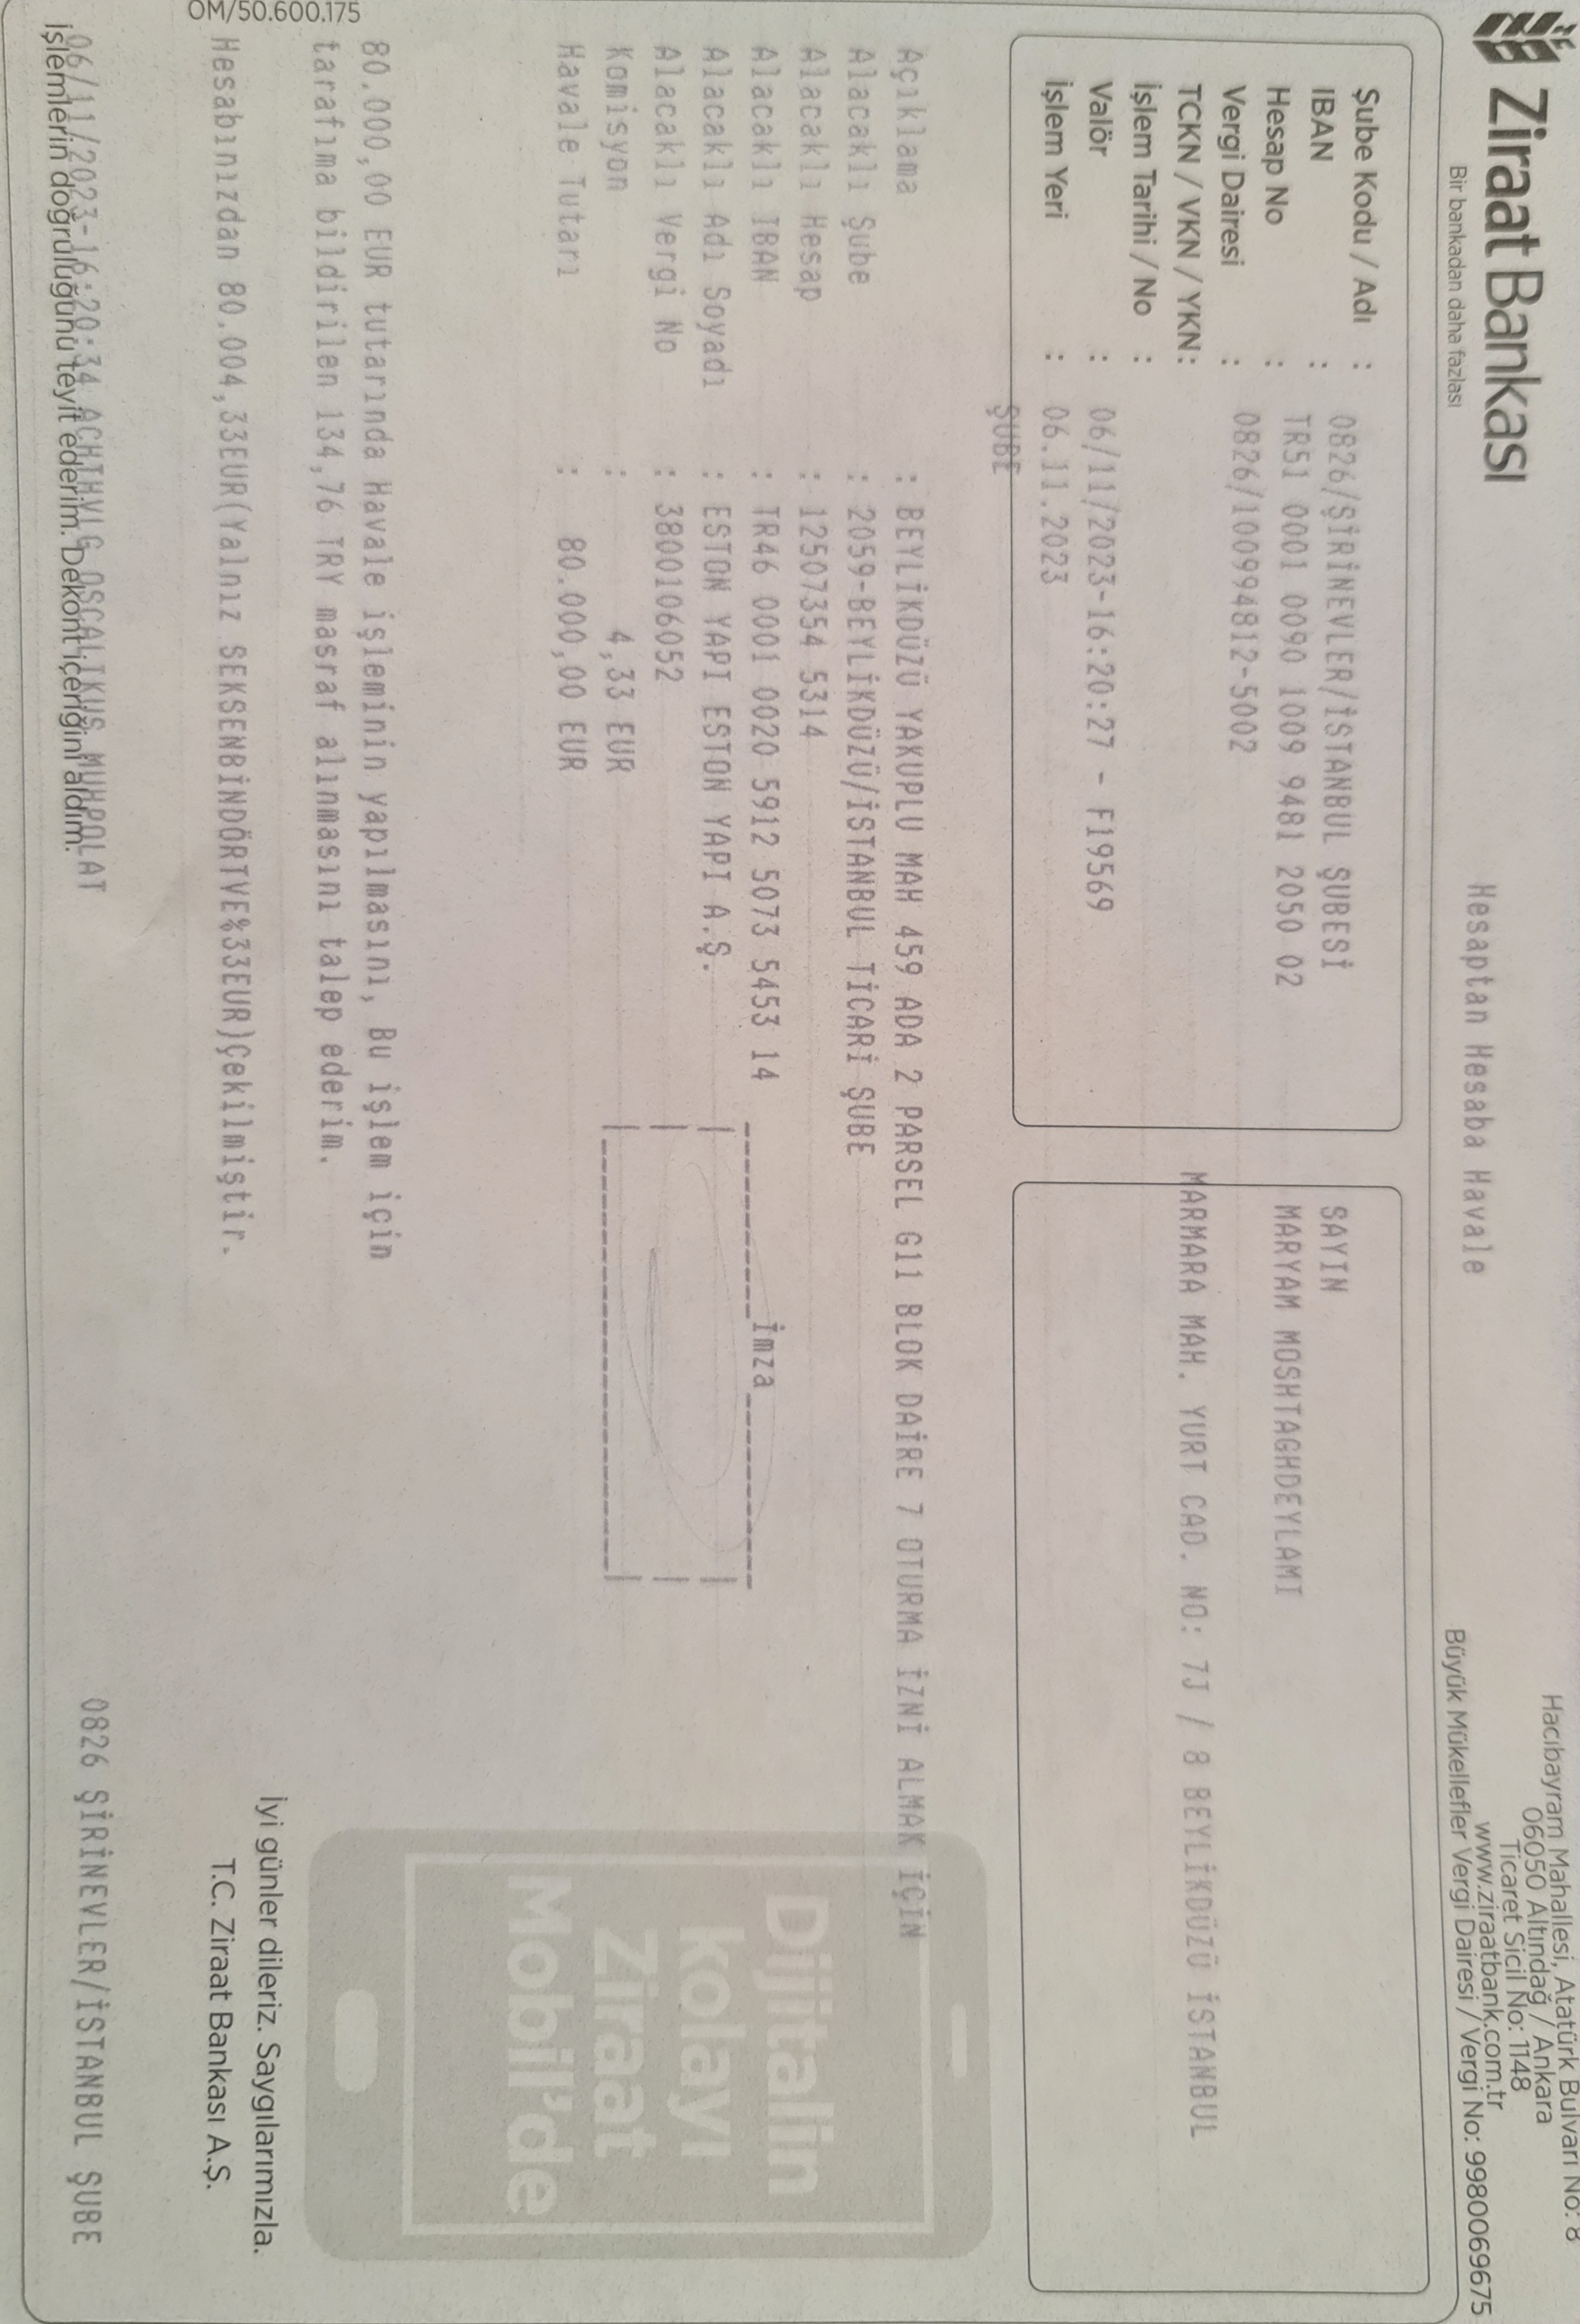 Ziraat Bankası
Bir bankadan daha fazlası
Hesaptan Hesaba Havale
Hacıbayram Mahallesi, Atatürk Bulvarı No: 8
06050 Altındağ / Ankara
Ticaret Sicil No: 1148
www.ziraatbank.com.tr
Büyük Mükellefler Vergi Dairesi / Vergi No: 9980069675
Şube Kodu / Adı : 0826/ŞİRİNEVLER/İSTANBUL ŞUBESİ
IBAN : TR51 0001 0090 1009 9481 2050 02
Hesap No : 0826/100994812-5002
Vergi Dairesi :
TCKN / VKN / YKN:
İşlem Tarihi / No : 06/11/2023-16:20:27 - F19569
Valör : 06.11.2023
İşlem Yeri : ŞUBE
SAYIN
MARYAM MOSHTAGHDEYLAMI
MARMARA MAH. YURT CAD. NO: 7J / 8 BEYLİKDÜZÜ İSTANBUL
Açıklama : BEYLİKDÜZÜ YAKUPLU MAH 459 ADA 2 PARSEL G11 BLOK DAİRE 7 OTURMA İZNİ ALMAK İÇİN
Alacaklı Şube : 2059-BEYLİKDÜZÜ/İSTANBUL TİCARİ ŞUBE
Alacaklı Hesap : 12507354 5314
Alacaklı IBAN : TR46 0001 0020 5912 5073 5453 14
Alacaklı Adı Soyadı : ESTON YAPI ESTON YAPI A.Ş.
Alacaklı Vergi No : 3800106052
Komisyon : 4,33 EUR
Havale Tutarı : 80.000,00 EUR
İmza
Dijitalin
kolayı
Ziraat
Mobil'de
80.000,00 EUR tutarında Havale işleminin yapılmasını, Bu işlem için
tarafıma bildirilen 134,76 TRY masraf alınmasını talep ederim.
Hesabınızdan 80.004,33EUR(Yalnız SEKSENBİNDÖRTVE%33EUR)Çekilmiştir.
İyi günler dileriz. Saygılarımızla.
T.C. Ziraat Bankası A.Ş.
OM/50.600.175
06/11/2023-16:20:34
0826 ŞİRİNEVLER/İSTANBUL ŞUBE
işlemlerin doğruluğunu teyit ederim. Dekont içeriğini aldım.